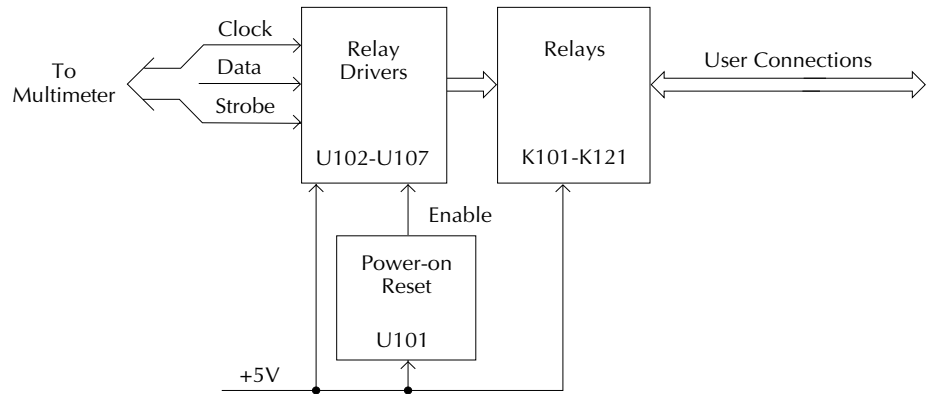 Clock
To
Multimeter
Data
Strobe
Relay
Drivers
U102-U107
Relays
K101-K121
User Connections
Enable
Power-on
Reset
U101
+5V